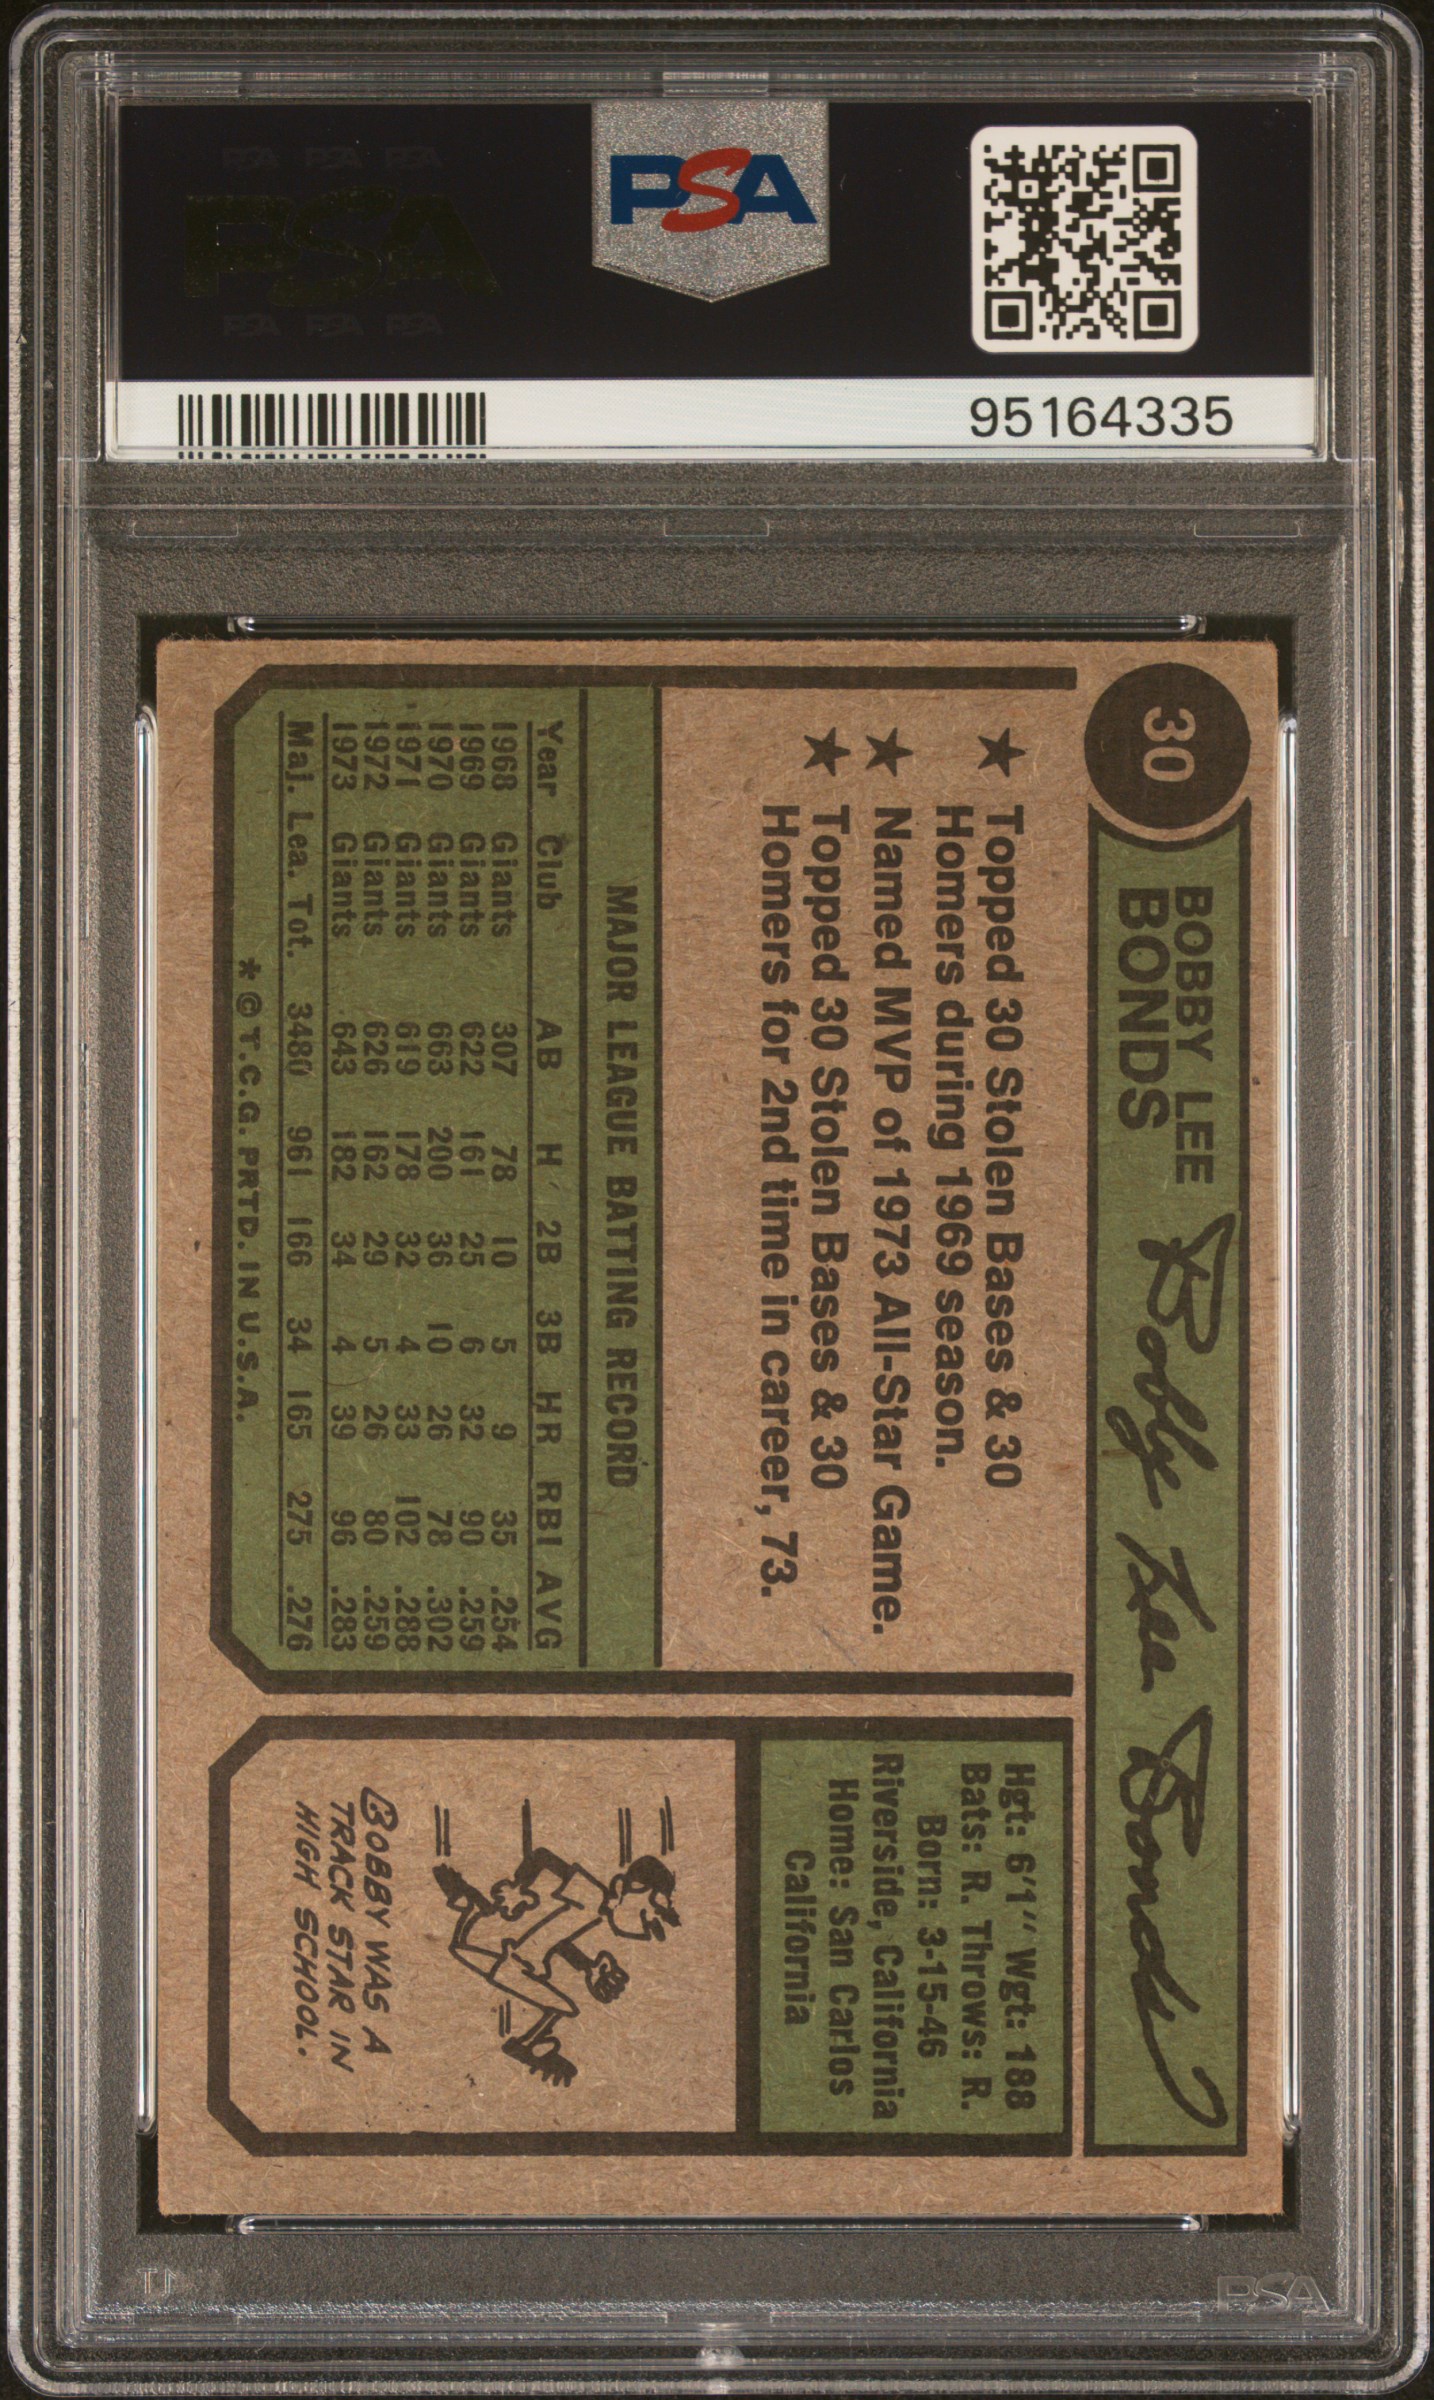 PSA PSA PSA
PSA
PSA PSA PSA
PSA
95164335
30
BOBBY LEE
BONDS
Bobby Lee Bonds
★ Topped 30 Stolen Bases & 30
Homers during 1969 season.
★ Named MVP of 1973 All-Star Game.
★ Topped 30 Stolen Bases & 30
Homers for 2nd time in career, 73.
MAJOR LEAGUE BATTING RECORD
Year Club AB H 2B 3B HR RBI AVG
1968 Giants 307 78 10 5 9 35 .254
1969 Giants 622 161 25 6 32 90 .259
1970 Giants 663 200 36 10 26 78 .302
1971 Giants 619 178 32 4 33 102 .288
1972 Giants 626 162 29 5 26 80 .259
1973 Giants 643 182 34 4 39 96 .283
Maj. Lea. Tot. 3480 961 166 34 165 275 .276
* © T.C.G. PRTD. IN U.S.A.
Hgt: 6'1" Wgt: 188
Bats: R. Throws: R.
Born: 3-15-46
Riverside, California
Home: San Carlos
California
BOBBY WAS A
TRACK STAR IN
HIGH SCHOOL.
PSA